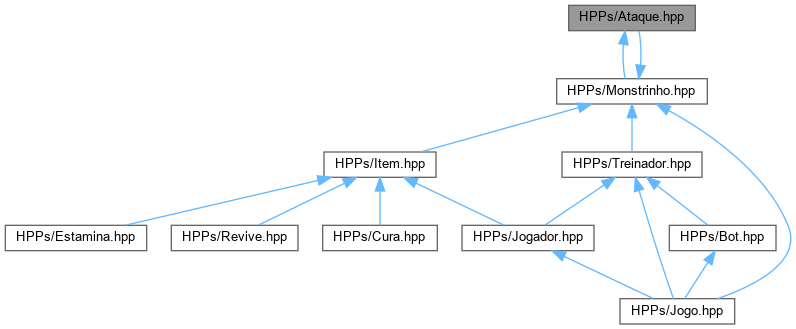 HPPs/Ataque.hpp
HPPs/Monstrinho.hpp
HPPs/Item.hpp
HPPs/Treinador.hpp
HPPs/Estamina.hpp
HPPs/Revive.hpp
HPPs/Cura.hpp
HPPs/Jogador.hpp
HPPs/Bot.hpp
HPPs/Jogo.hpp